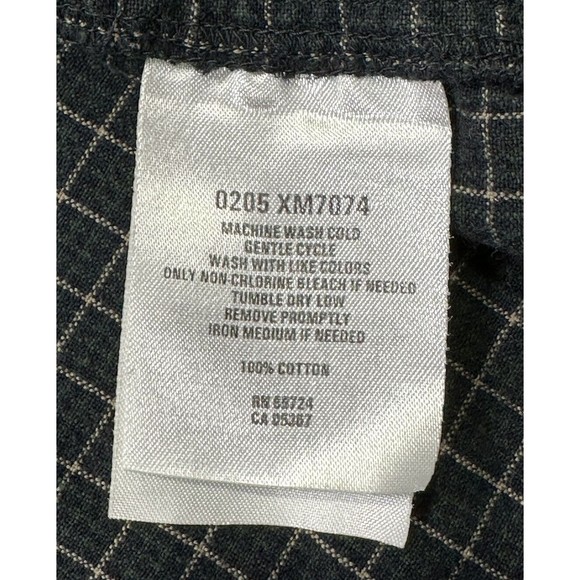 0205 XM7074
MACHINE WASH COLD
GENTLE CYCLE
WASH WITH LIKE COLORS
ONLY NON-CHLORINE BLEACH IF NEEDED
TUMBLE DRY LOW
REMOVE PROMPTLY
IRON MEDIUM IF NEEDED
100% COTTON
RN 68724
CA 05367